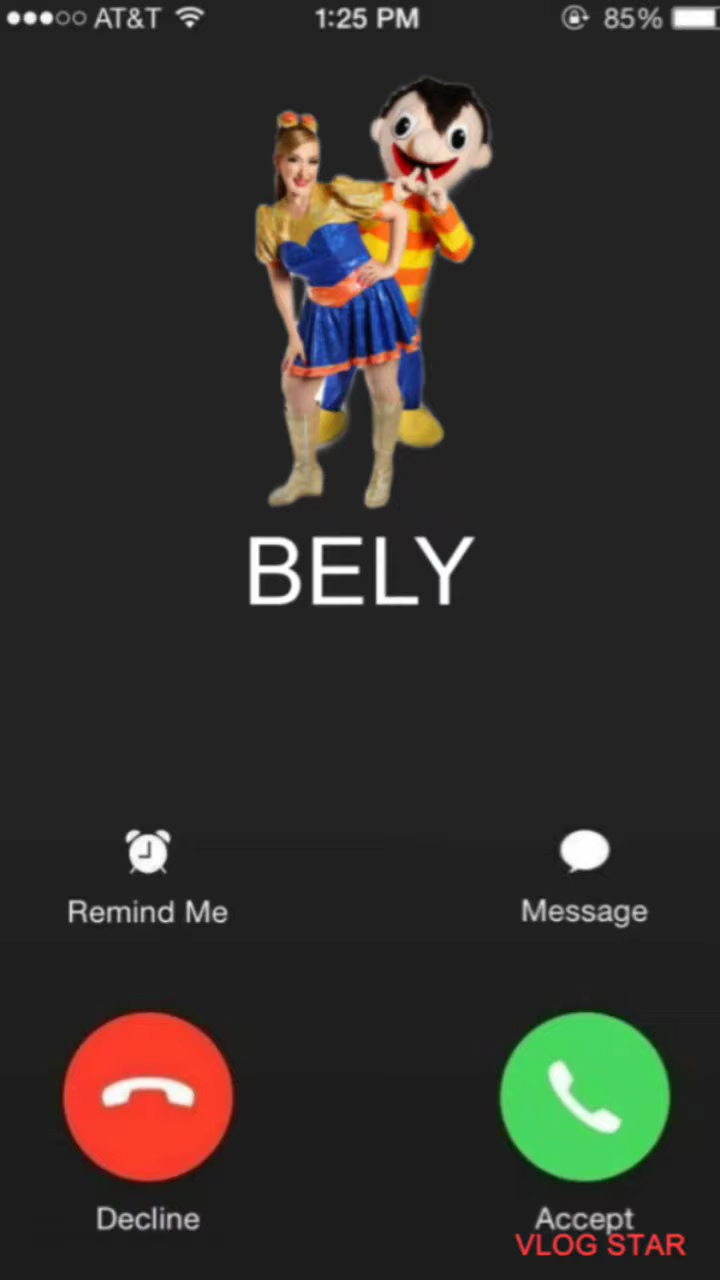 AT&T 1:25 PM 85%
BELY
Remind Me Message
Decline Accept
VLOG STAR